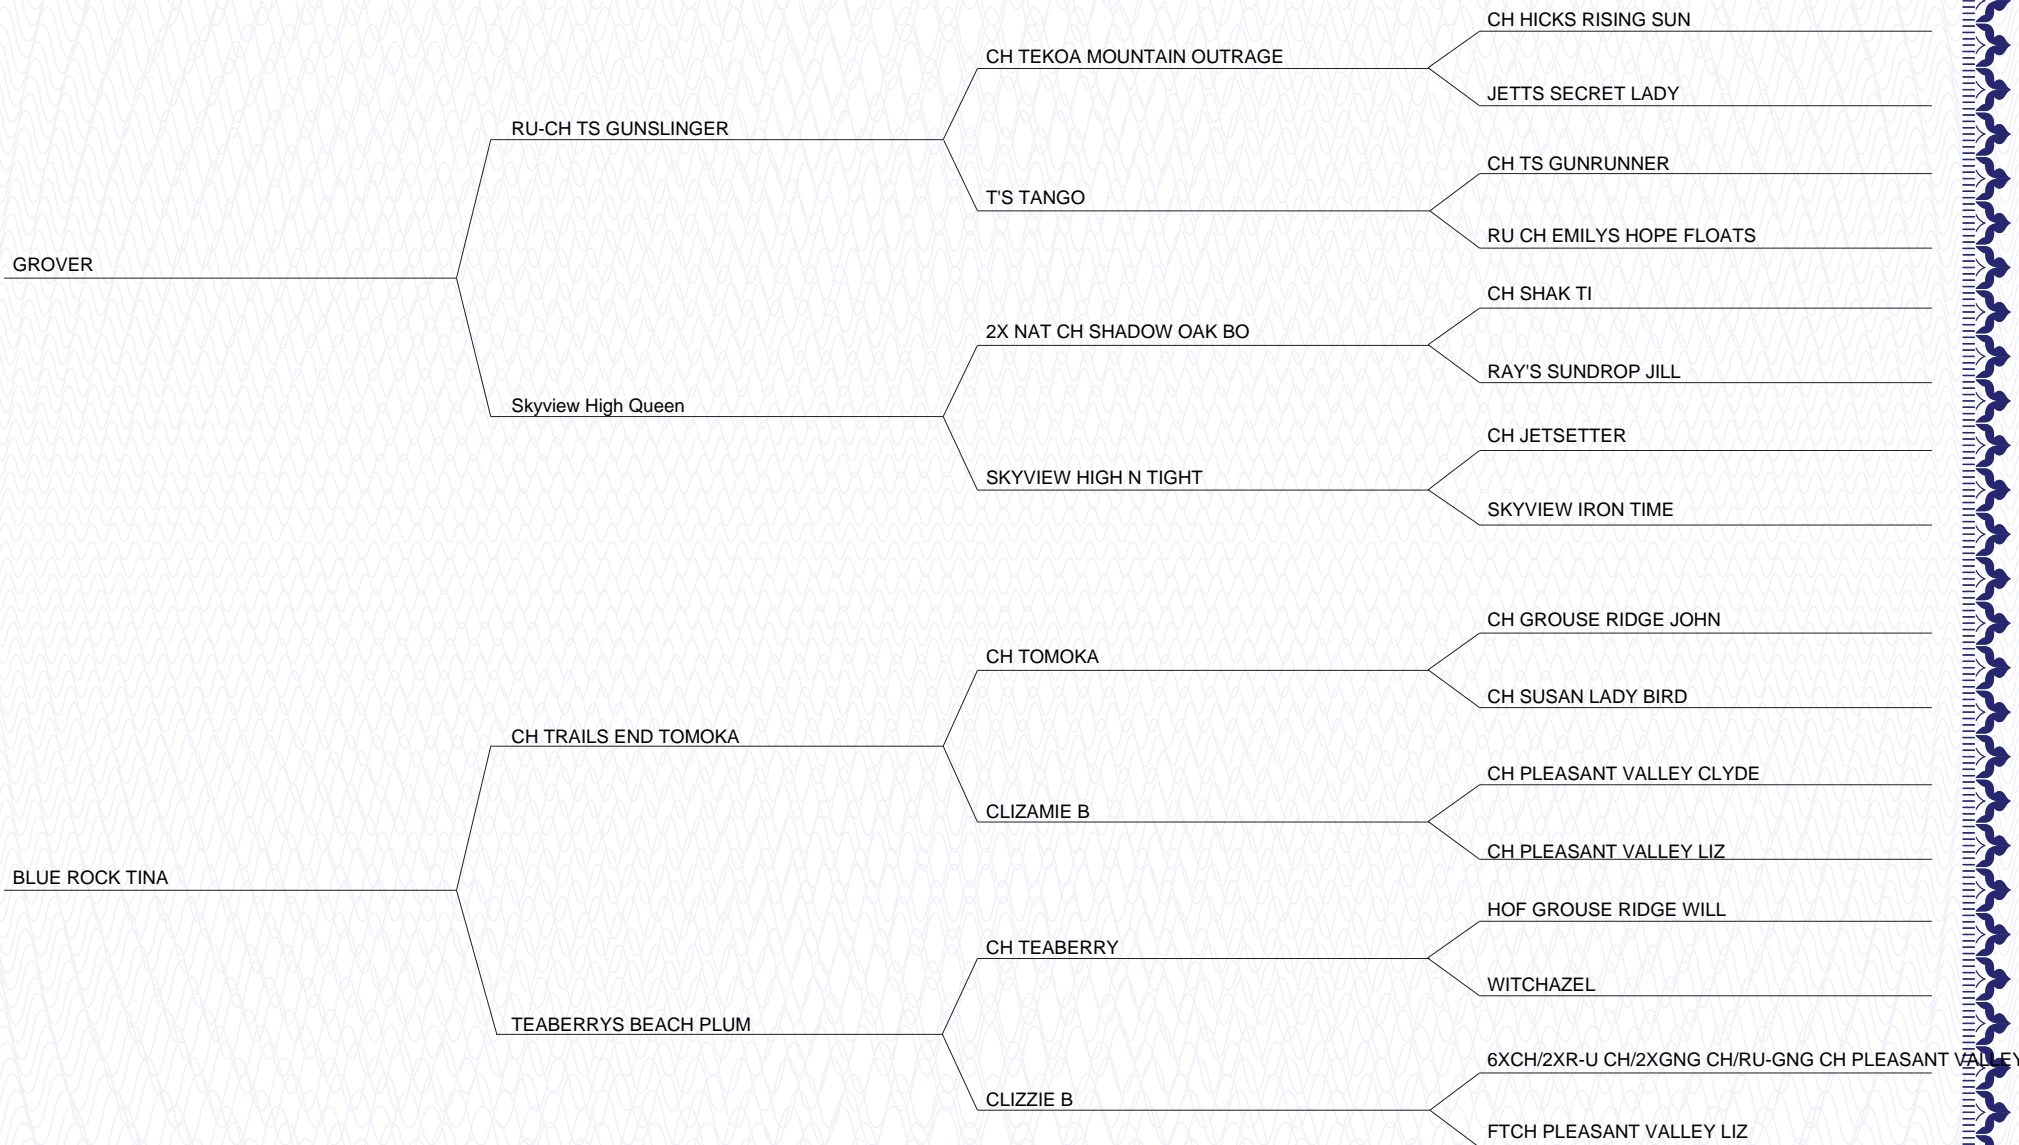 CH HICKS RISING SUN
CH TEKOA MOUNTAIN OUTRAGE
JETTS SECRET LADY
RU-CH TS GUNSLINGER
CH TS GUNRUNNER
T'S TANGO
RU CH EMILYS HOPE FLOATS
GROVER
CH SHAK TI
2X NAT CH SHADOW OAK BO
RAY'S SUNDROP JILL
Skyview High Queen
CH JETSETTER
SKYVIEW HIGH N TIGHT
SKYVIEW IRON TIME
CH GROUSE RIDGE JOHN
CH TOMOKA
CH SUSAN LADY BIRD
CH TRAILS END TOMOKA
CH PLEASANT VALLEY CLYDE
CLIZAMIE B
CH PLEASANT VALLEY LIZ
BLUE ROCK TINA
HOF GROUSE RIDGE WILL
CH TEABERRY
WITCHAZEL
TEABERRYS BEACH PLUM
6XCH/2XR-U CH/2XGNG CH/RU-GNG CH PLEASANT VALLEY
CLIZZIE B
FTCH PLEASANT VALLEY LIZ